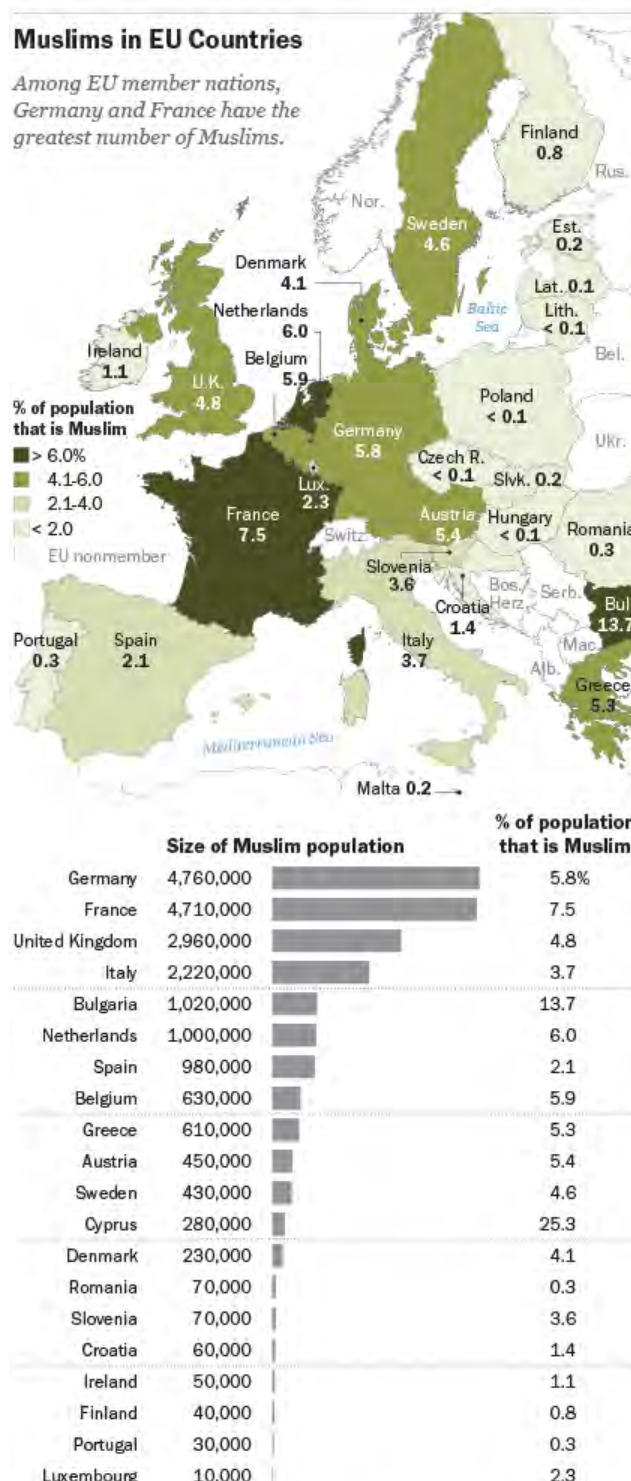 Muslims in EU Countries
Among EU member nations,
Germany and France have the
greatest number of Muslims.
Finland
0.8
Rus.
Nor.
Sweden
4.6
Est.
0.2
Denmark
4.1
Lat. 0.1
Netherlands
6.0
Baltic
Sea
Lith.
< 0.1
Ireland
1.1
Belgium
5.9
Bel.
U.K.
4.8
Poland
< 0.1
% of population
that is Muslim
> 6.0%
4.1-6.0
2.1-4.0
< 2.0
EU nonmember
Germany
5.8
Ukr.
Czech R.
< 0.1
Slvk. 0.2
Lux.
2.3
France
7.5
Austria
5.4
Hungary
< 0.1
Romania
0.3
Switz.
Slovenia
3.6
Croatia
1.4
Bos.
Herz.
Serb.
Bul
13.7
Portugal
0.3
Spain
2.1
Italy
3.7
Mac.
Alb.
Greece
5.3
Mediterranean Sea
Malta 0.2
Size of Muslim population
% of population
that is Muslim
Germany 4,760,000 5.8%
France 4,710,000 7.5
United Kingdom 2,960,000 4.8
Italy 2,220,000 3.7
Bulgaria 1,020,000 13.7
Netherlands 1,000,000 6.0
Spain 980,000 2.1
Belgium 630,000 5.9
Greece 610,000 5.3
Austria 450,000 5.4
Sweden 430,000 4.6
Cyprus 280,000 25.3
Denmark 230,000 4.1
Romania 70,000 0.3
Slovenia 70,000 3.6
Croatia 60,000 1.4
Ireland 50,000 1.1
Finland 40,000 0.8
Portugal 30,000 0.3
Luxembourg 10,000 2.3